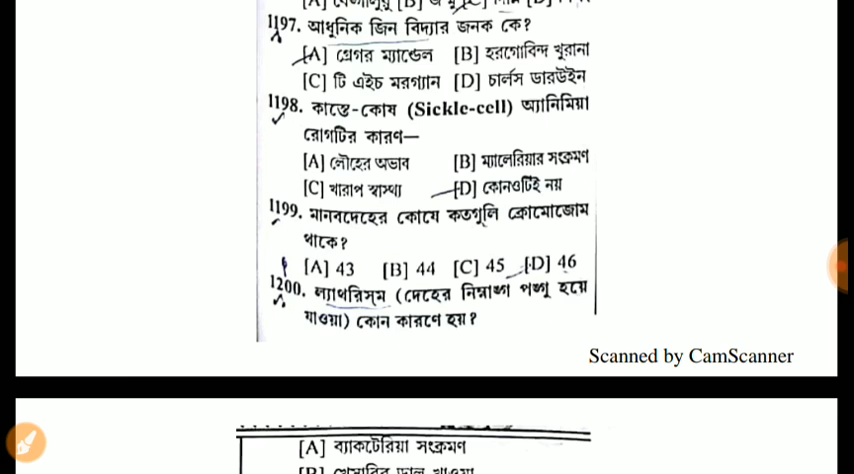 1197. আধুনিক জিন বিদ্যার জনক কে?
[A] গ্রেগর ম্যান্ডেল [B] হরগোবিন্দ খুরানা
[C] টি এইচ মরগ্যান [D] চার্লস ডারউইন
1198. কাস্তে-কোষ (Sickle-cell) অ্যানিমিয়া
রোগটির কারণ—
[A] লৌহের অভাব [B] ম্যালেরিয়ার সংক্রমণ
[C] খারাপ স্বাস্থ্য [D] কোনওটিই নয়
1199. মানবদেহের কোষে কতগুলি ক্রোমোজোম
থাকে?
[A] 43 [B] 44 [C] 45 [D] 46
1200. ল্যাথরিস্ম (দেহের নিম্নাঙ্গ পঙ্গু হয়ে
যাওয়া) কোন কারণে হয়?
Scanned by CamScanner
[A] ব্যাকটেরিয়া সংক্রমণ